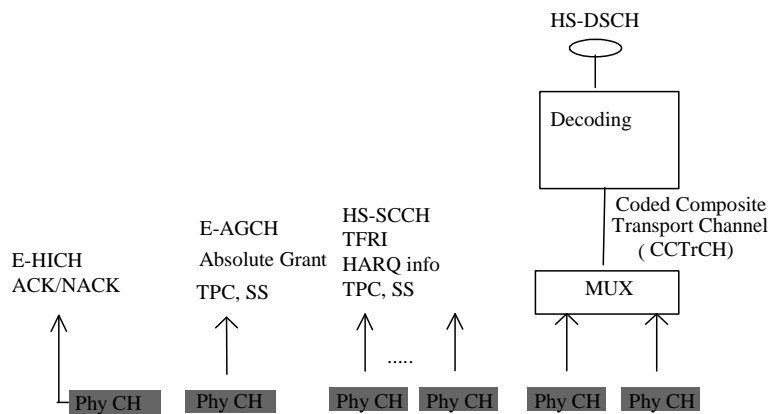 HS-DSCH
Decoding
Coded Composite
Transport Channel
( CCTrCH)
MUX
HS-SCCH
TFRI
HARQ info
TPC, SS
E-AGCH
Absolute Grant
TPC, SS
E-HICH
ACK/NACK
.....
Phy CH
Phy CH
Phy CH
Phy CH
Phy CH
Phy CH